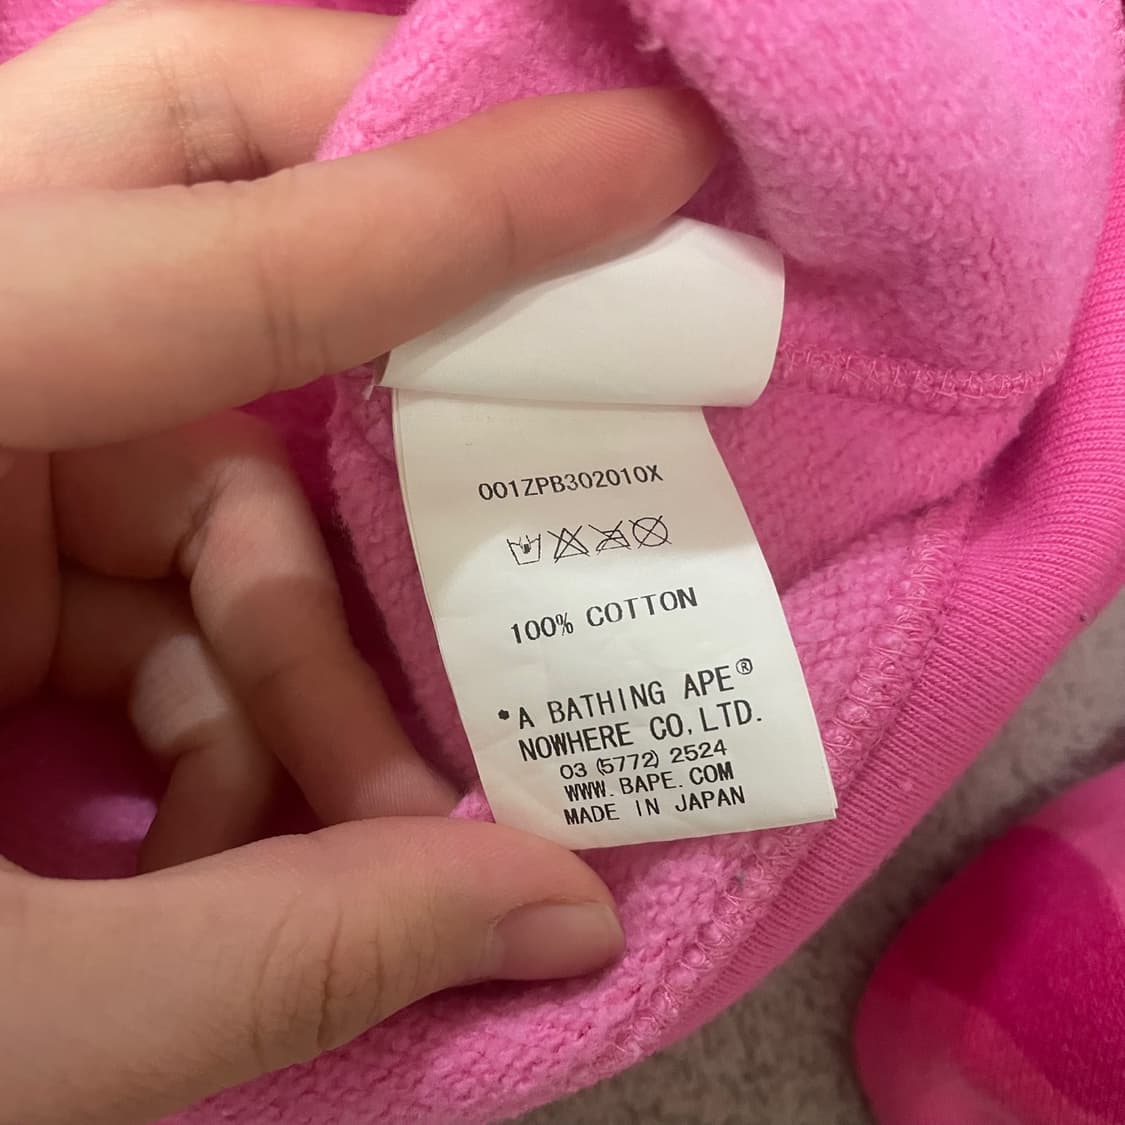 001ZPB302010X
100% COTTON
*A BATHING APE®
NOWHERE CO, LTD.
03 (5772) 2524
WWW. BAPE. COM
MADE IN JAPAN